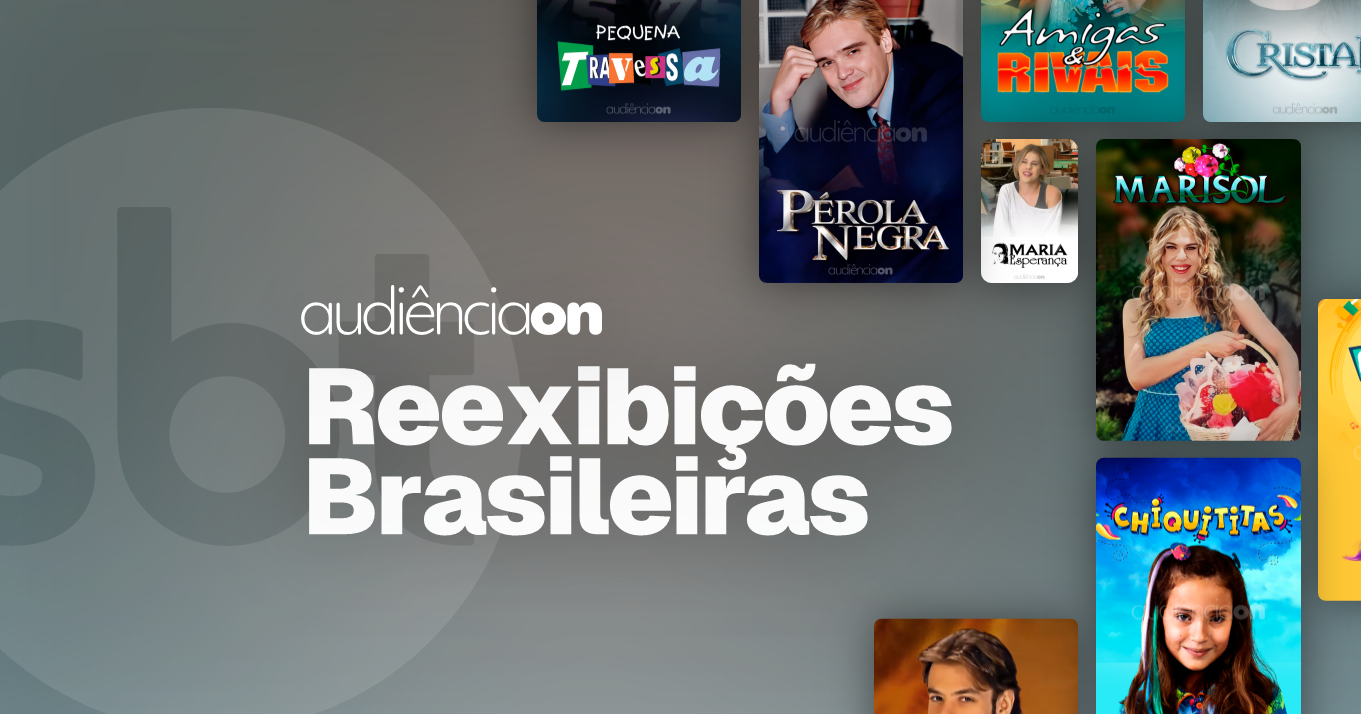 PEQUENA
TRAVESSA
audiênciaon
audiênciaon
PÉROLA
NEGRA
audiênciaon
Amigas
&
RIVAIS
audiênciaon
CRISTAL
audiênciaon
MARIA
Esperança
audiênciaon
MARISOL
sbt
audiênciaon
Reexibições
Brasileiras
CHIQUITITAS
audiênciaon